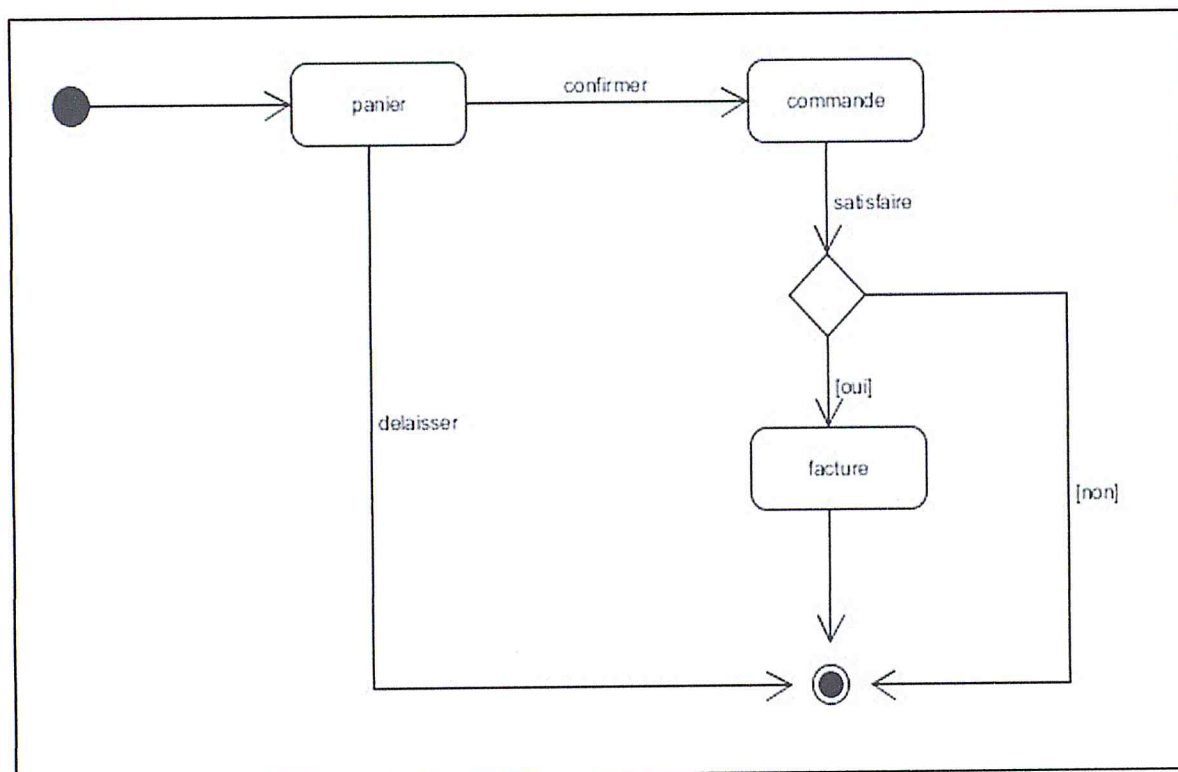 panier
confirmer
commande
satisfaire
[oui]
delaisser
facture
[non]